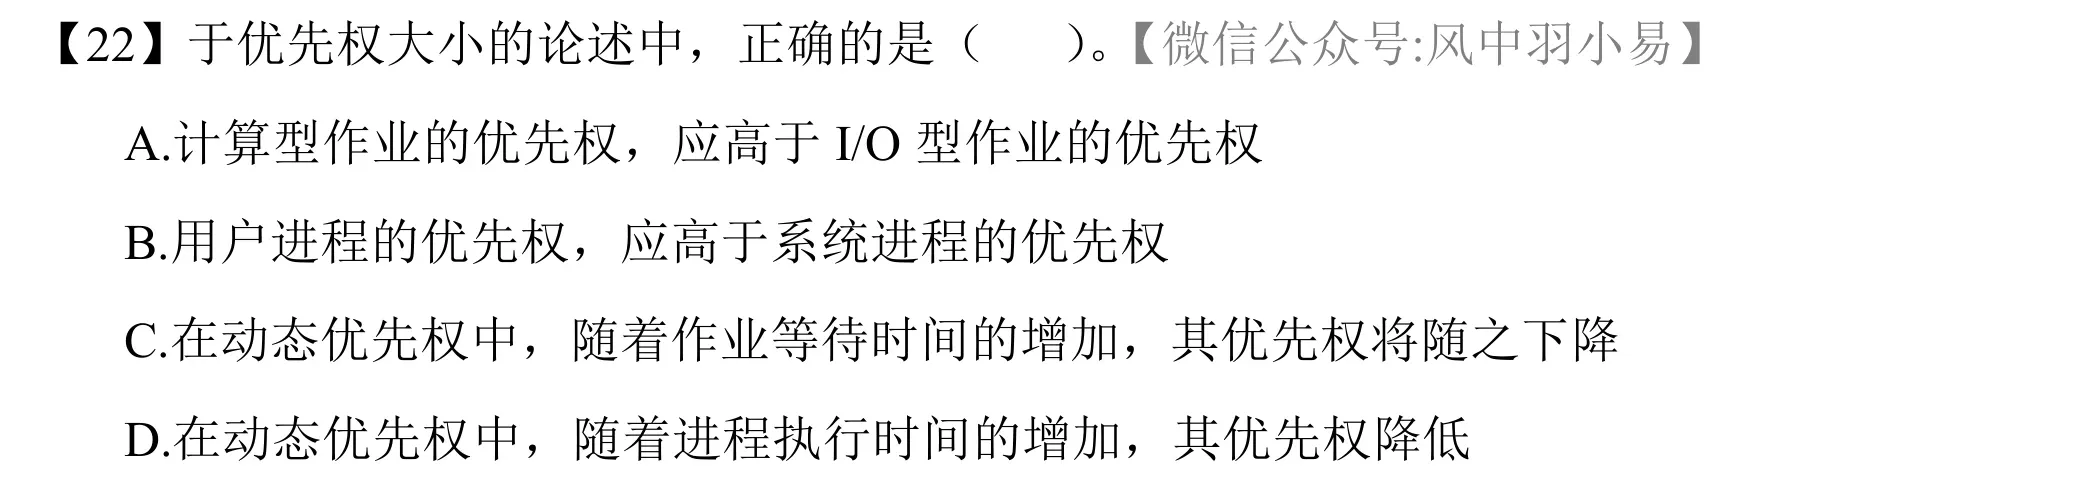 【22】于优先权大小的论述中，正确的是（    ）。【微信公众号:风中羽小易】
A.计算型作业的优先权，应高于 I/O 型作业的优先权
B.用户进程的优先权，应高于系统进程的优先权
C.在动态优先权中，随着作业等待时间的增加，其优先权将随之下降
D.在动态优先权中，随着进程执行时间的增加，其优先权降低